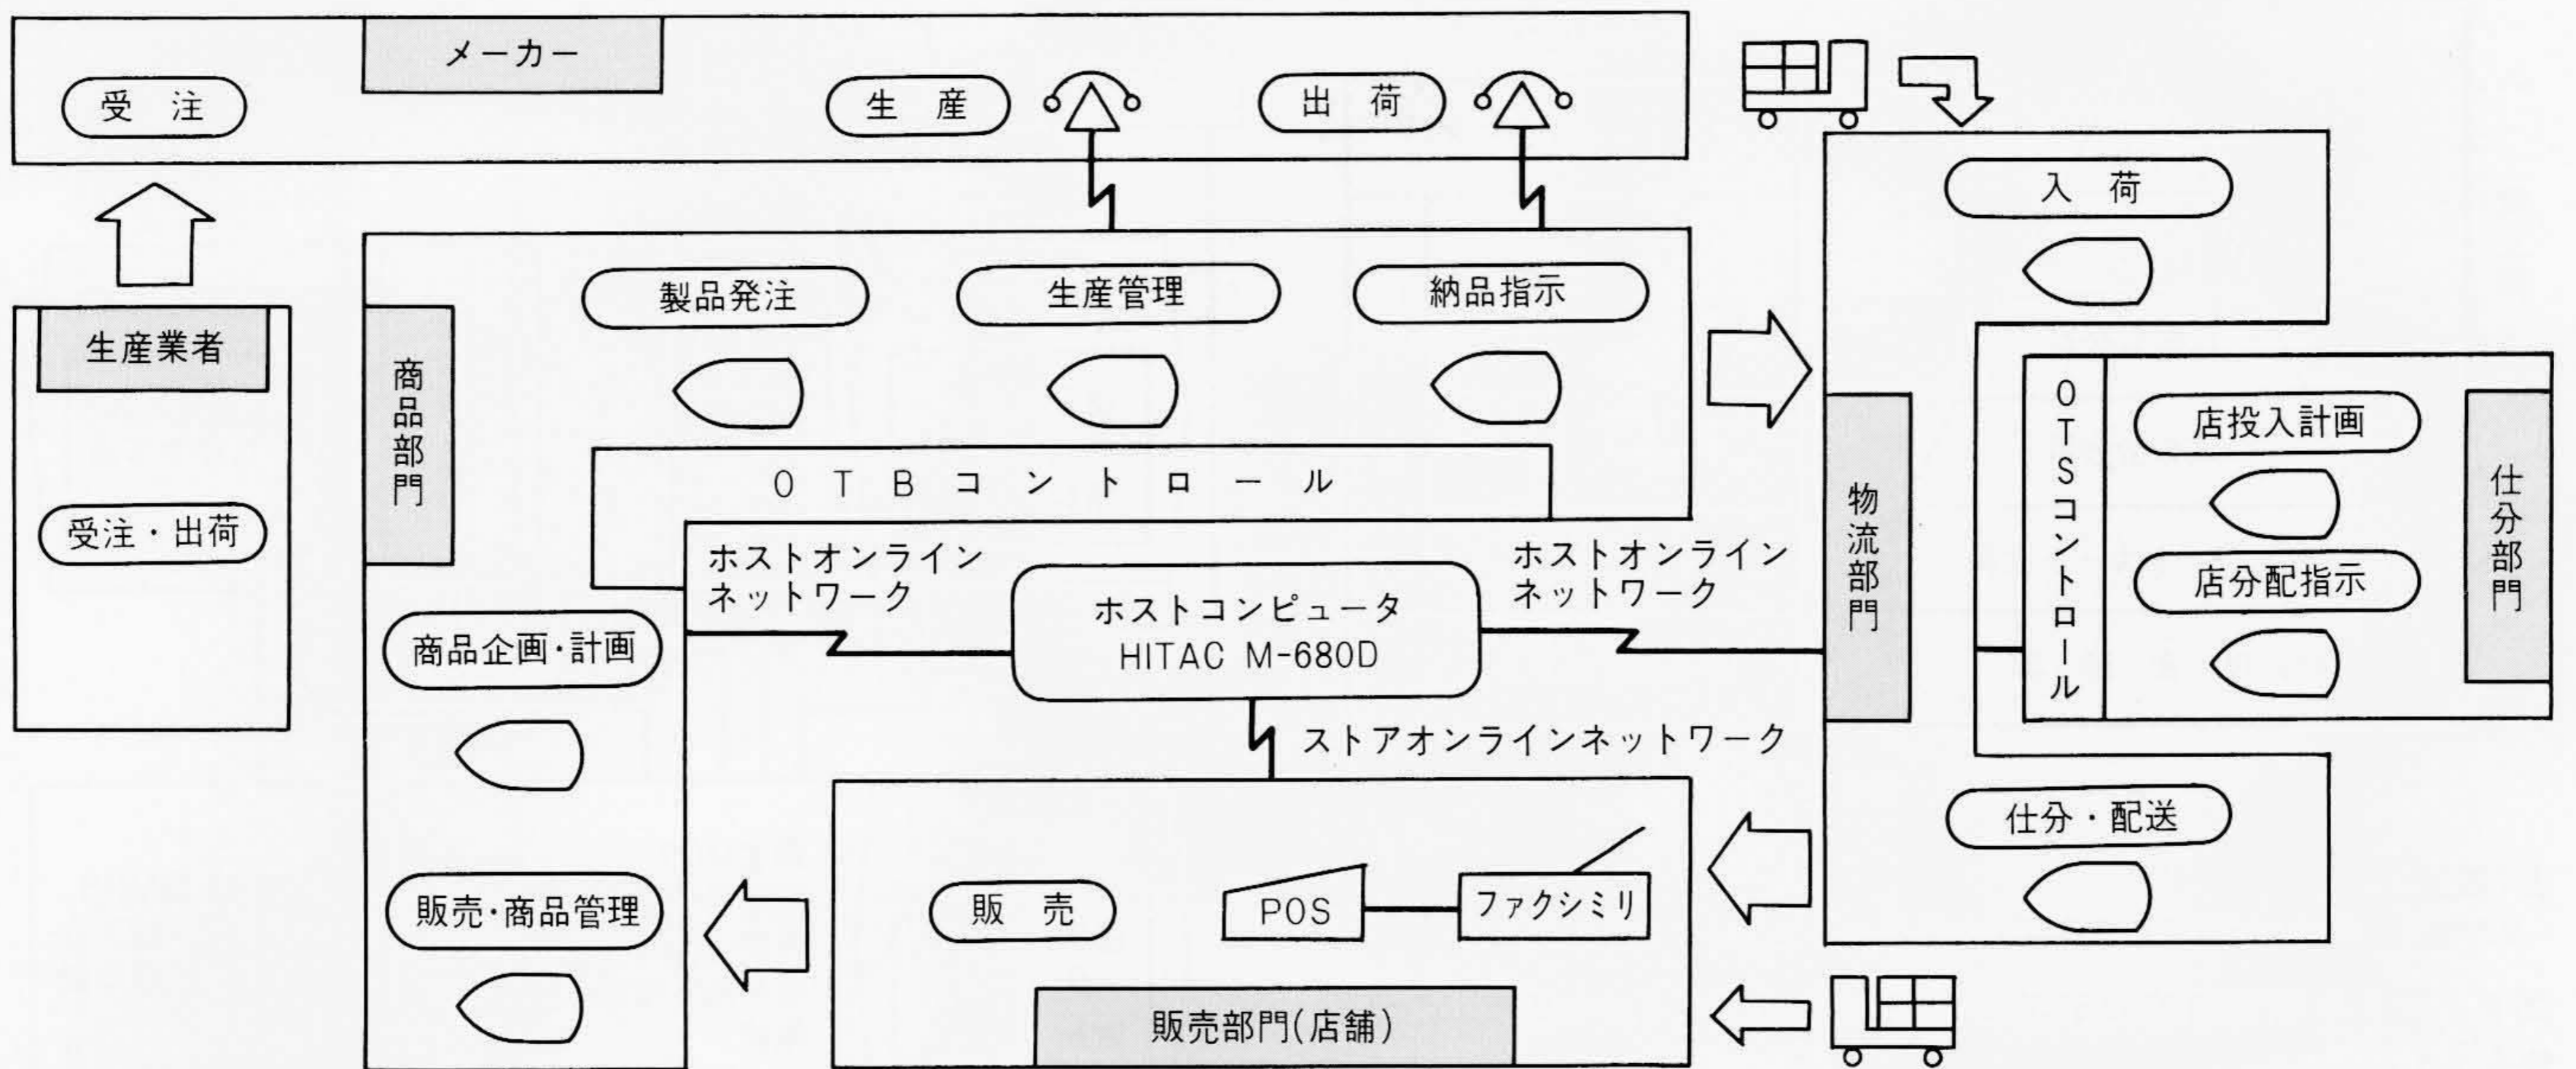 メーカー
受 注
生 産
出 荷
入 荷
製品発注
生産管理
納品指示
生産業者
商品部門
OTBコントロール
受注・出荷
OTSコントロール
店投入計画
店分配指示
仕分部門
物流部門
ホストオンライン
ネットワーク
ホストコンピュータ
HITAC M-680D
ホストオンライン
ネットワーク
商品企画・計画
ストアオンラインネットワーク
仕分・配送
販売・商品管理
販 売
POS
ファクシミリ
販売部門(店舗)